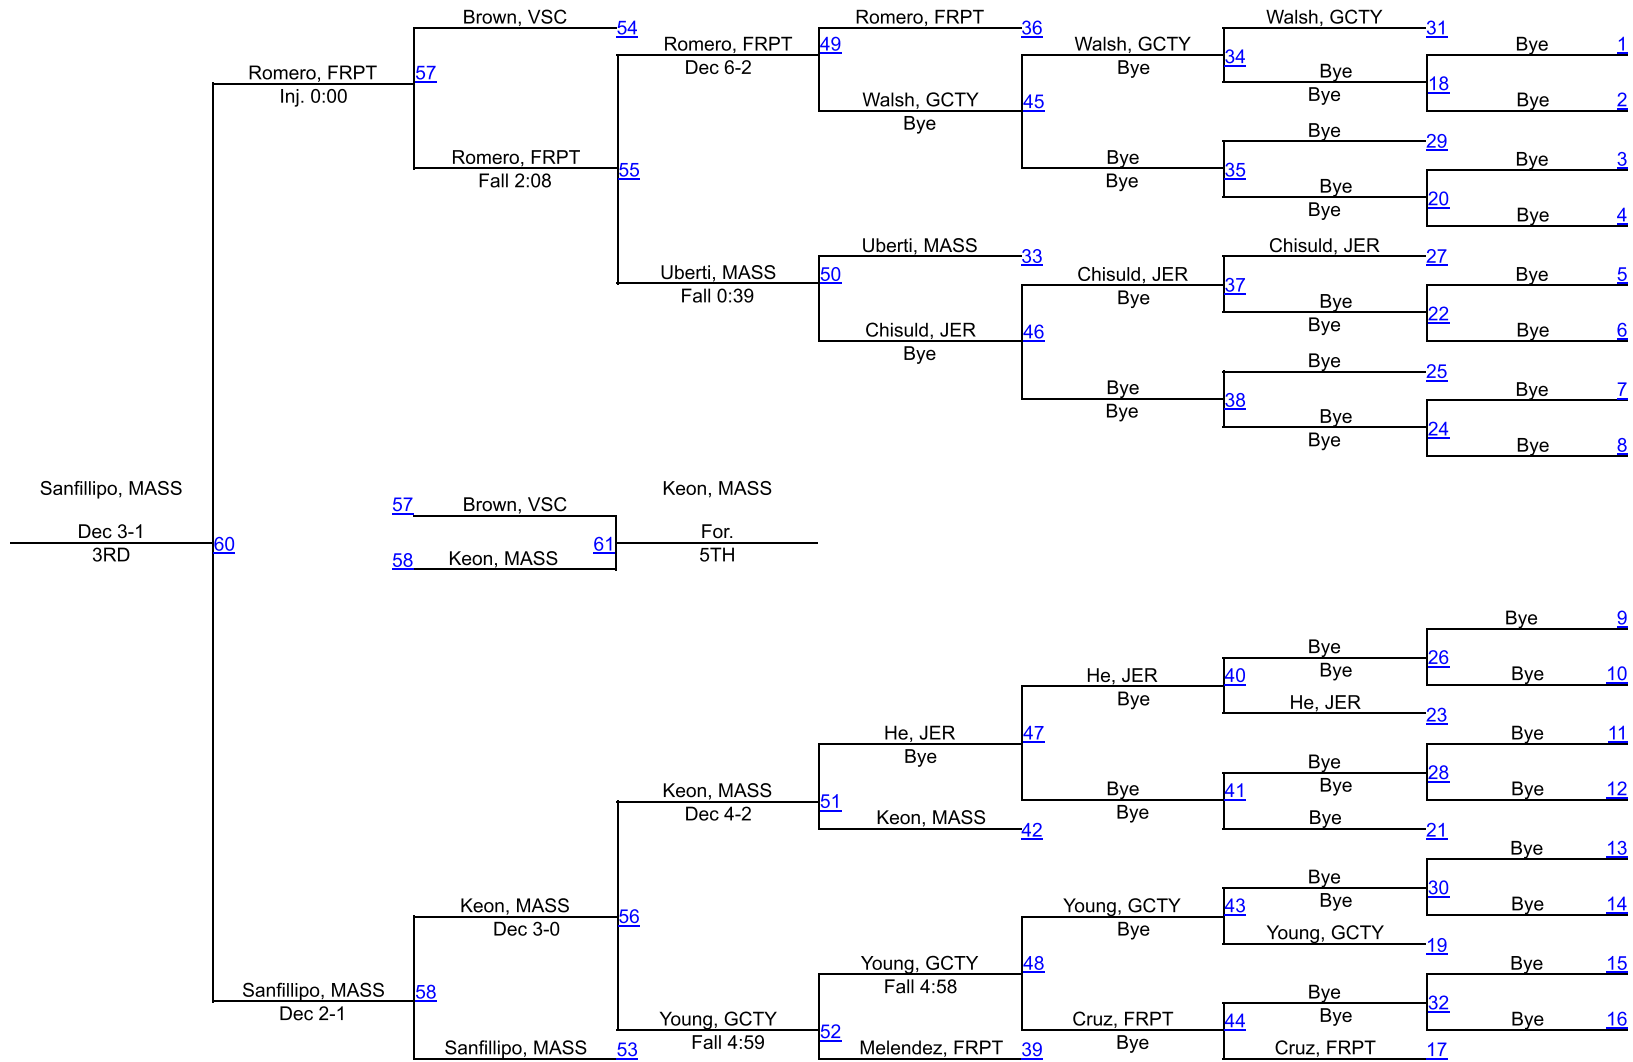 Brown, VSC
54
Romero, FRPT
36
Walsh, GCTY
31
Romero, FRPT
Dec 6-2
49
Walsh, GCTY
Bye
34
Bye
1
Romero, FRPT
Inj. 0:00
57
Bye
Bye
18
Walsh, GCTY
Bye
45
Bye
2
Bye
29
Romero, FRPT
Fall 2:08
55
Bye
Bye
35
Bye
3
Bye
Bye
20
Bye
4
Uberti, MASS
33
Chisuld, JER
27
Uberti, MASS
Fall 0:39
50
Chisuld, JER
Bye
37
Bye
5
Bye
Bye
22
Chisuld, JER
Bye
46
Bye
6
Bye
25
Bye
Bye
38
Bye
7
Bye
Bye
24
Bye
8
Sanfillipo, MASS
Dec 3-1
3RD
60
57
Brown, VSC
58
Keon, MASS
61
Keon, MASS
For.
5TH
Bye
9
Bye
Bye
26
He, JER
Bye
40
Bye
10
He, JER
23
He, JER
Bye
47
Bye
11
Bye
Bye
28
Keon, MASS
Dec 4-2
51
Bye
Bye
41
Bye
12
Keon, MASS
42
Bye
21
Bye
13
Bye
Bye
30
Keon, MASS
Dec 3-0
56
Young, GCTY
Bye
43
Bye
14
Young, GCTY
19
Young, GCTY
Fall 4:58
48
Bye
15
Sanfillipo, MASS
Dec 2-1
58
Bye
Bye
32
Young, GCTY
Fall 4:59
52
Cruz, FRPT
Bye
44
Bye
16
Sanfillipo, MASS
53
Melendez, FRPT
39
Cruz, FRPT
17